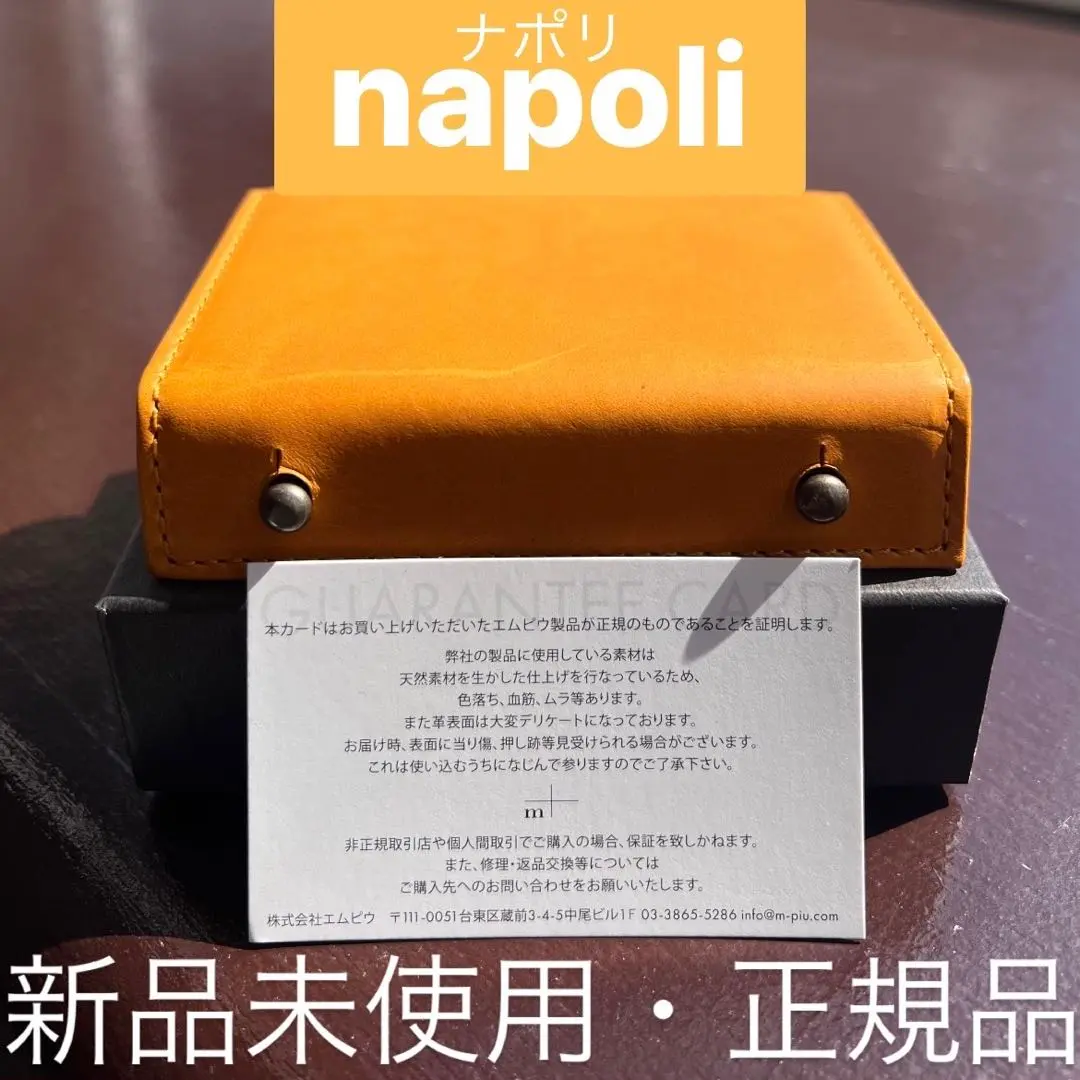 ナポリ
napoli
GUARANTEE CARD
本カードはお買い上げいただいたエムピウ製品が正規のものであることを証明します。
弊社の製品に使用している素材は
天然素材を生かした仕上げを行なっているため、
色落ち、血筋、ムラ等あります。
また革表面は大変デリケートになっております。
お届け時、表面に当り傷、押し跡等見受けられる場合がございます。
これは使い込むうちになじんで参りますのでご了承下さい。
m+
非正規取引店や個人間取引でご購入の場合、保証を致しかねます。
また、修理・返品交換等については
ご購入先へのお問い合わせをお願いいたします。
株式会社エムピウ 〒111-0051台東区蔵前3-4-5中尾ビル1F 03-3865-5286 info@m-piu.com
新品未使用・正規品